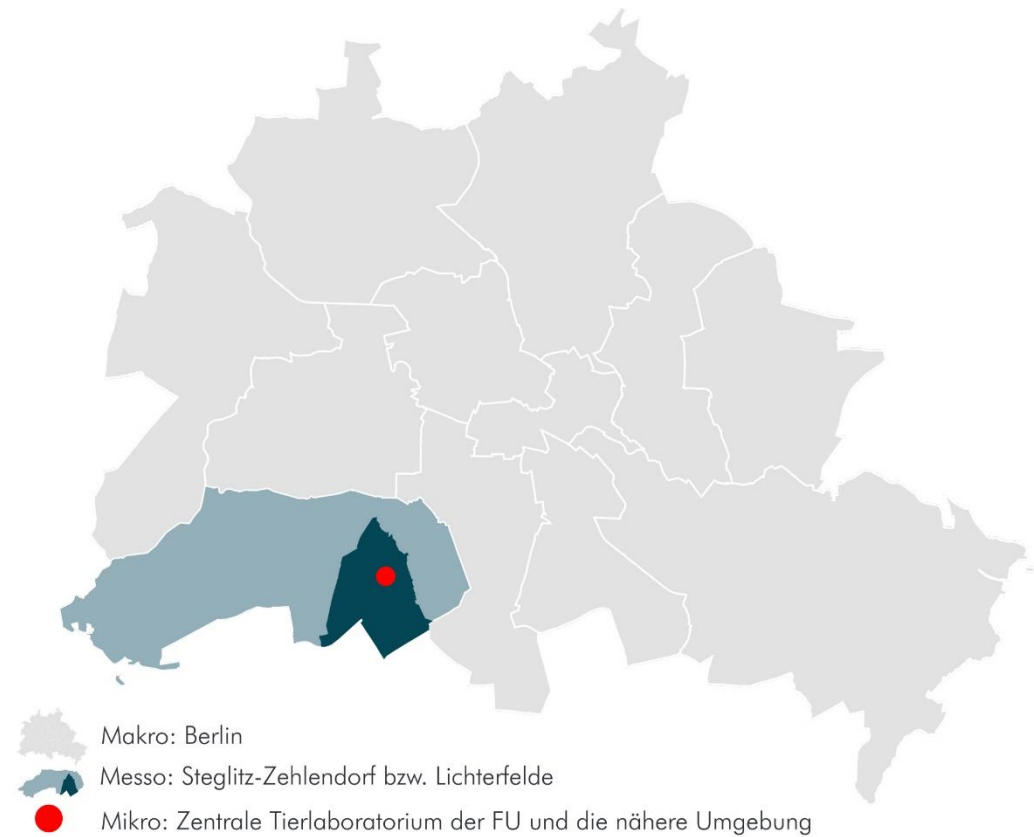 Makro: Berlin
Messo: Steglitz-Zehlendorf bzw. Lichterfelde
Mikro: Zentrale Tierlaboratorium der FU und die nähere Umgebung